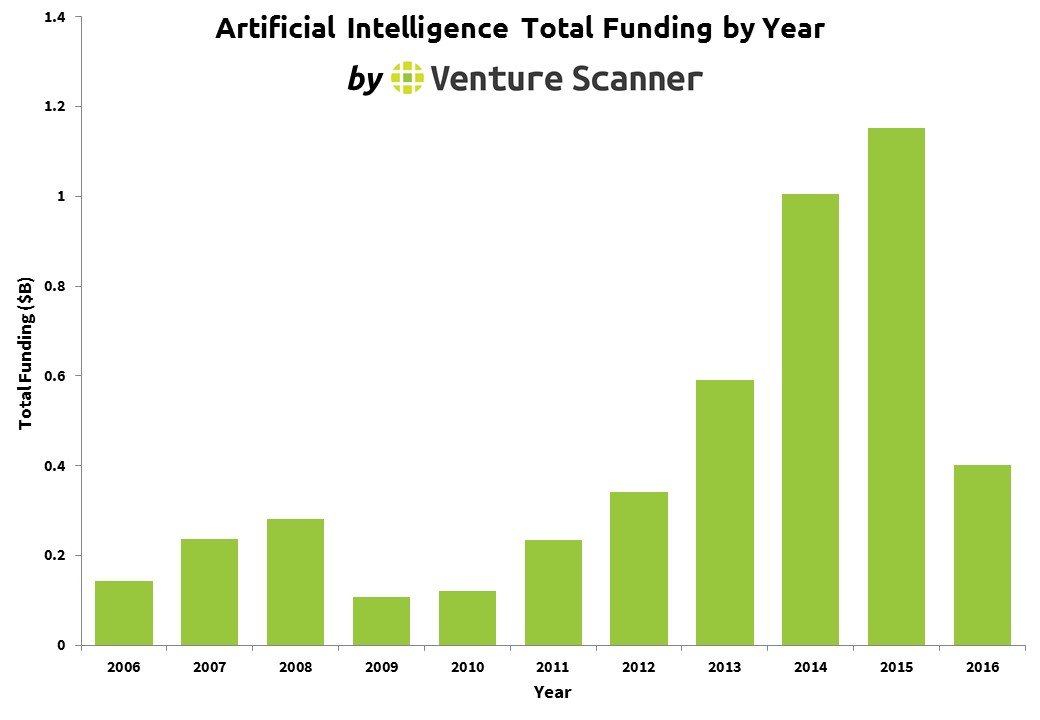 Artificial Intelligence Total Funding by Year
by Venture Scanner
1.4
1.2
1
0.8
0.6
0.4
0.2
0
Total Funding ($B)
2006 2007 2008 2009 2010 2011 2012 2013 2014 2015 2016
Year